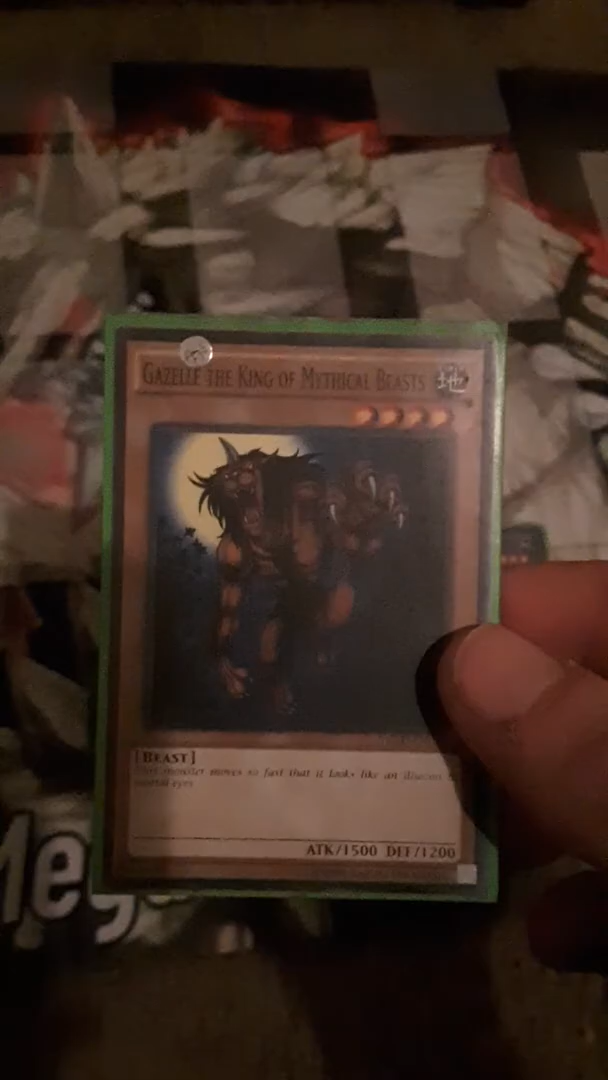 GAZELLE THE KING OF MYTHICAL BEASTS 地
[BEAST]
This monster moves so fast that it looks like an illusion to
mortal eyes
ATK/1500 DEF/1200
Meg